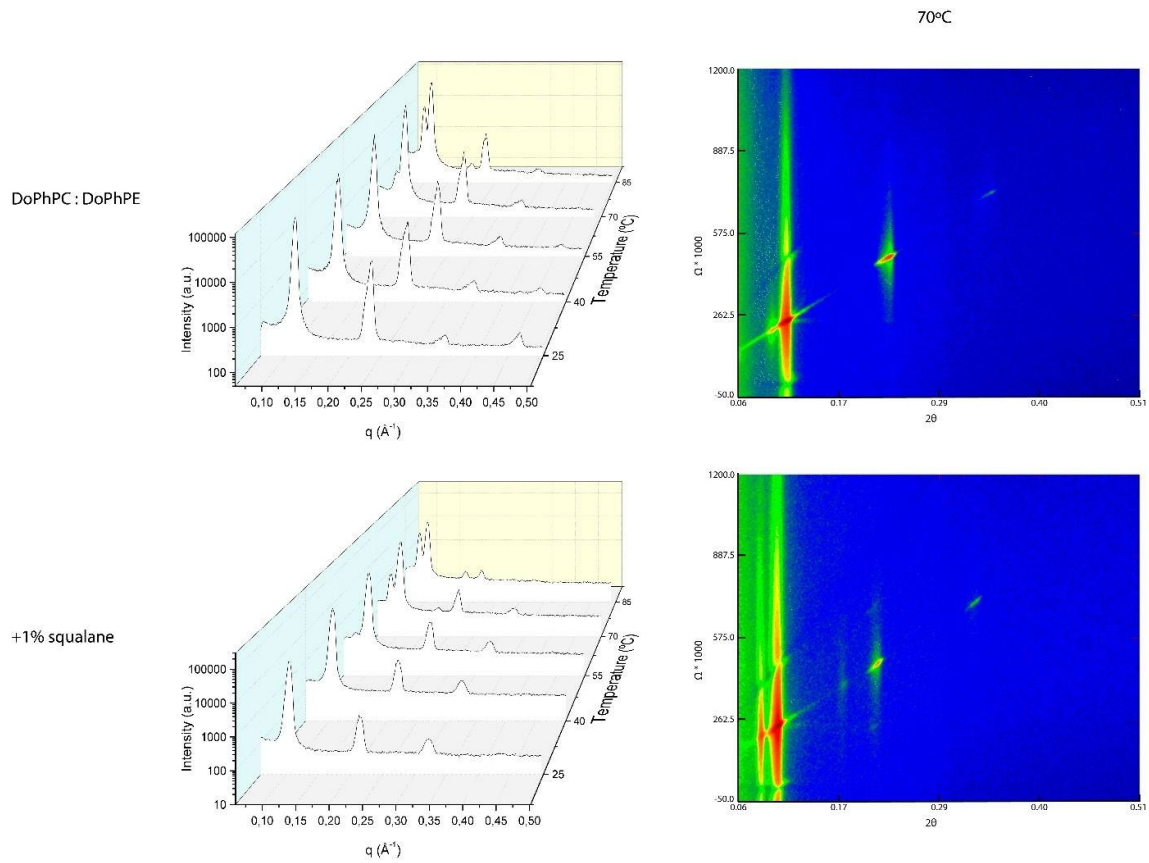 70ºC
DoPhPC : DoPhPE
100000
10000
1000
100
Intensity (a.u.)
0,10 0,15 0,20 0,25 0,30 0,35 0,40 0,45 0,50
q (Å⁻¹)
85
70
55
40
25
Temperature (ºC)
1200.0
887.5
575.0
262.5
-50.0
Ω * 1000
0.06 0.17 0.29 0.40 0.51
2θ
+1% squalane
100000
10000
1000
100
10
Intensity (a.u.)
0,10 0,15 0,20 0,25 0,30 0,35 0,40 0,45 0,50
q (Å⁻¹)
85
70
55
40
25
Temperature (ºC)
1200.0
887.5
575.0
262.5
-50.0
Ω * 1000
0.06 0.17 0.29 0.40 0.51
2θ